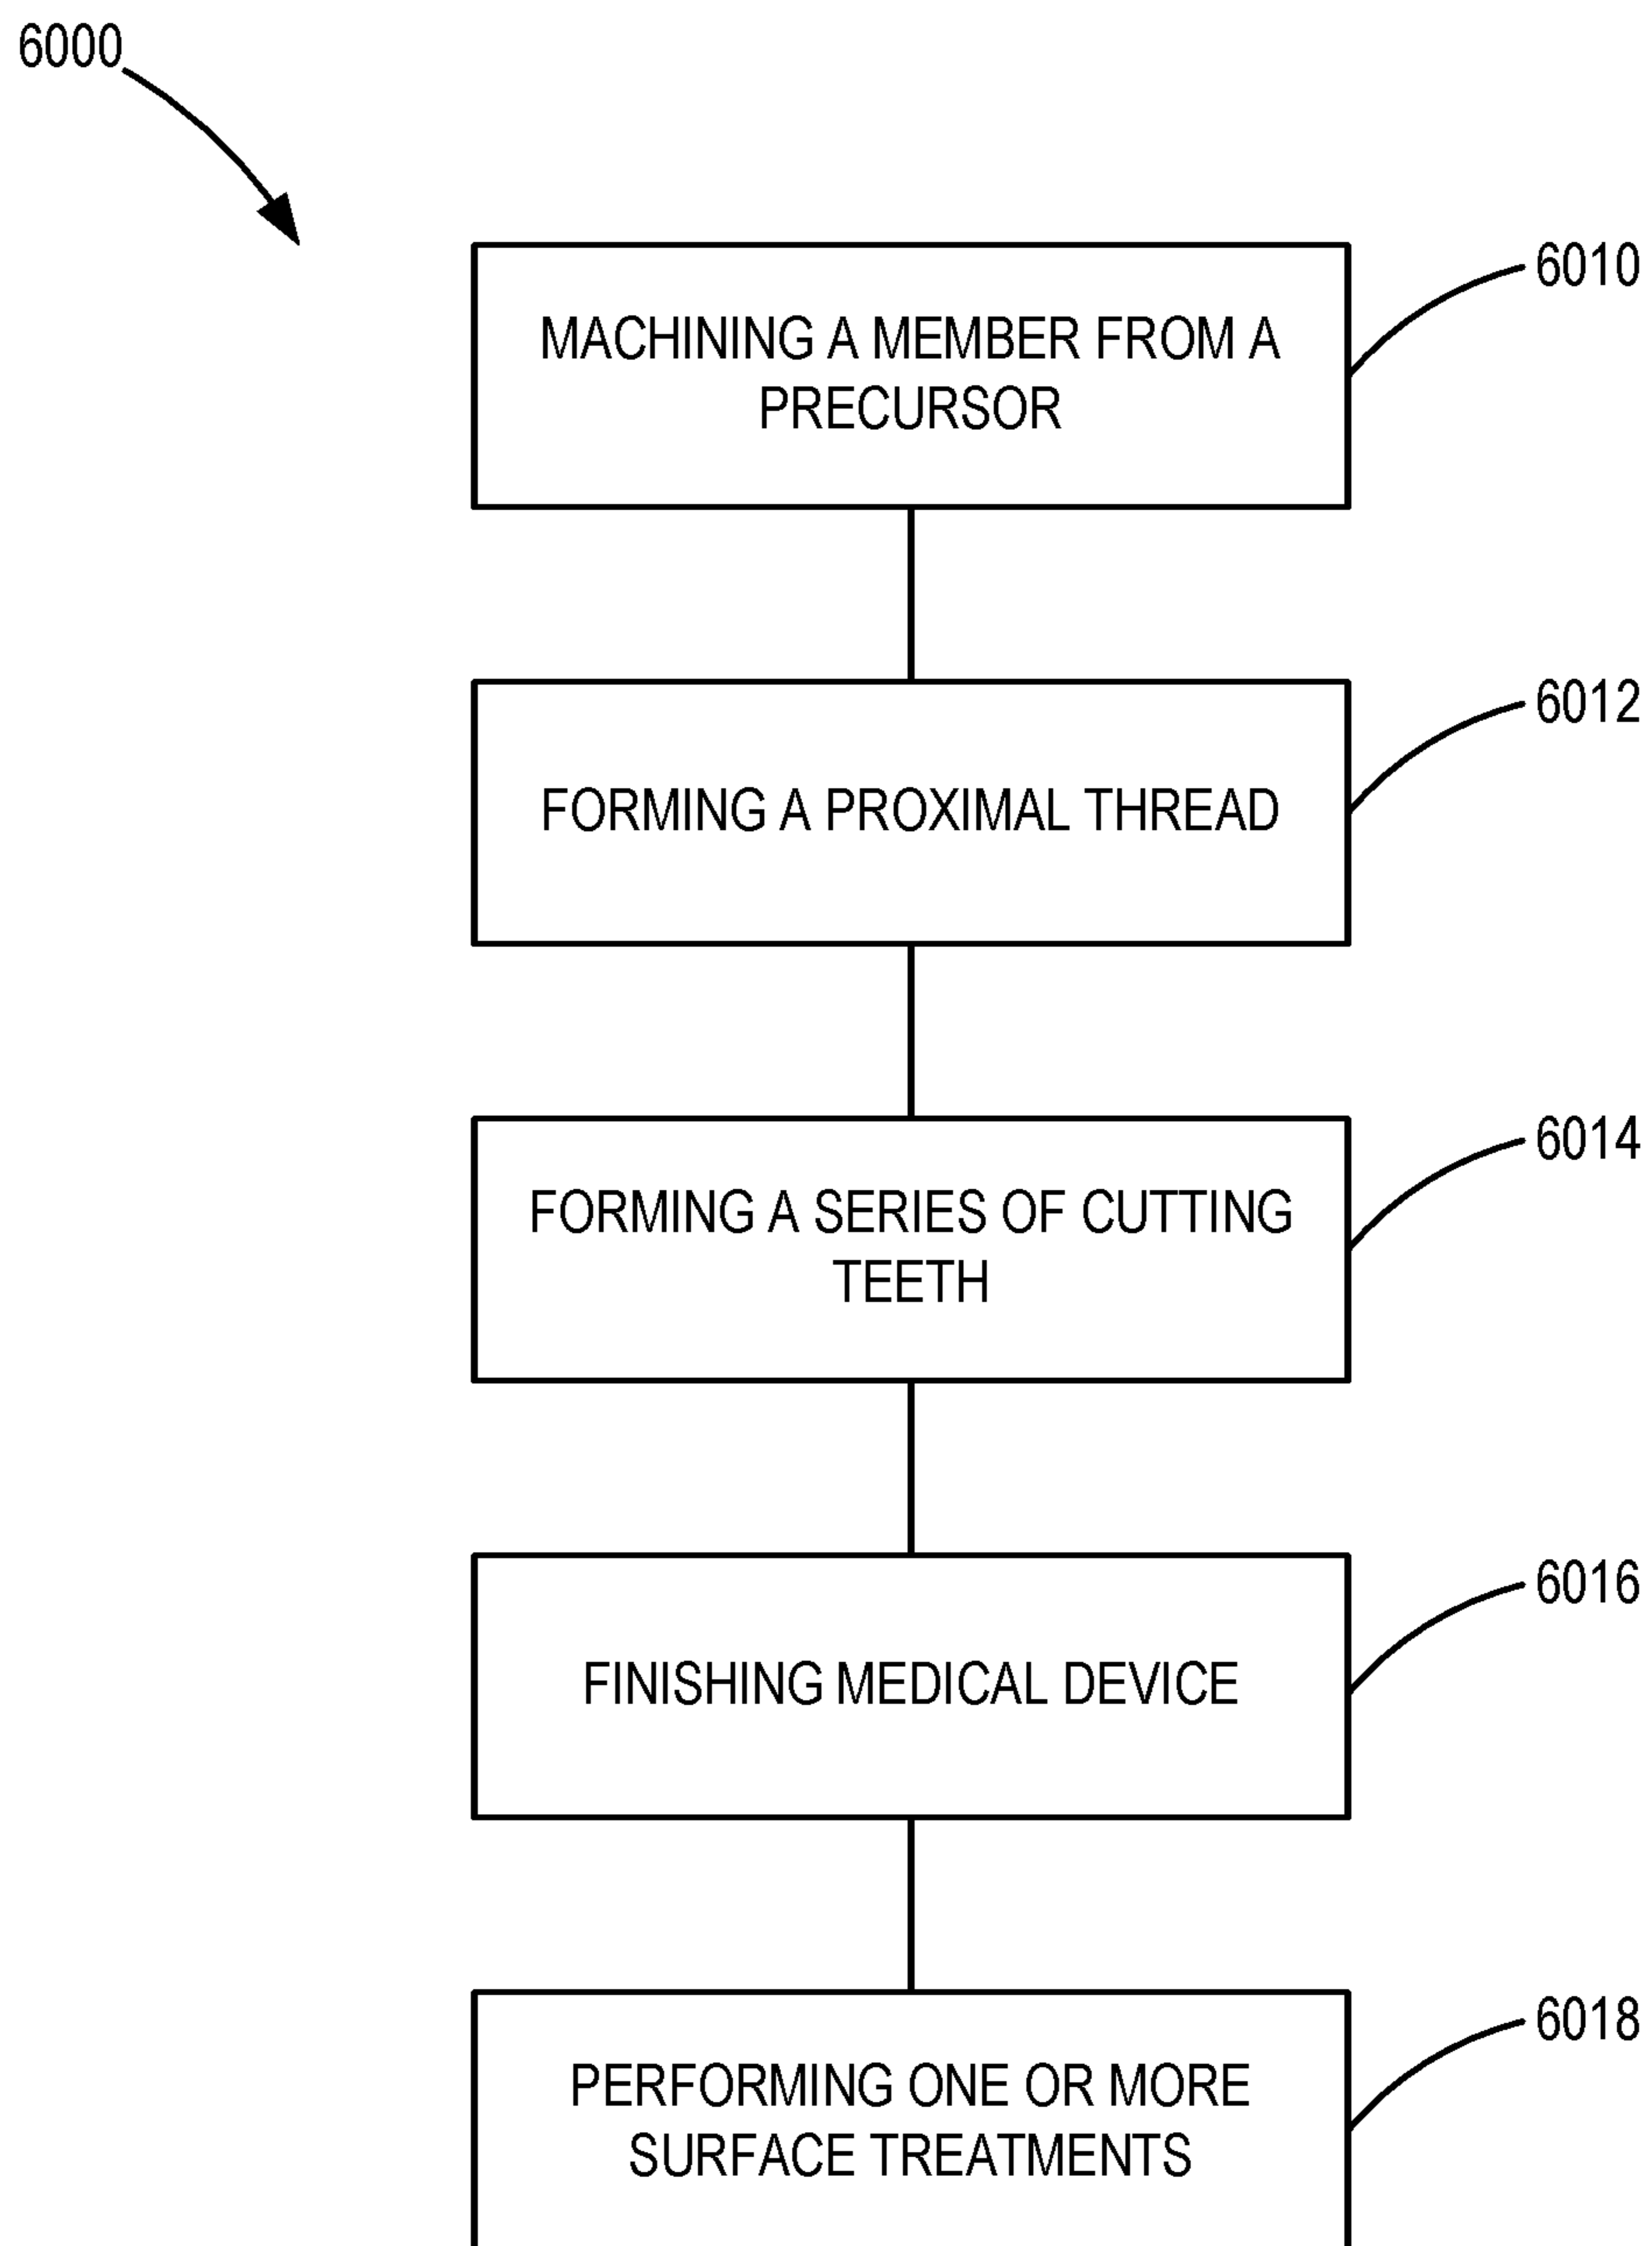 6000
6010
MACHINING A MEMBER FROM A
PRECURSOR
6012
FORMING A PROXIMAL THREAD
6014
FORMING A SERIES OF CUTTING
TEETH
6016
FINISHING MEDICAL DEVICE
6018
PERFORMING ONE OR MORE
SURFACE TREATMENTS